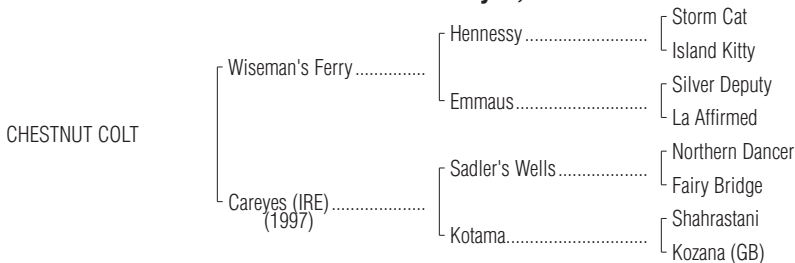 Storm Cat
Hennessy
Island Kitty
Wiseman's Ferry
Silver Deputy
Emmaus
La Affirmed
CHESTNUT COLT
Northern Dancer
Sadler's Wells
Fairy Bridge
Careyes (IRE)
(1997)
Shahrastani
Kotama
Kozana (GB)